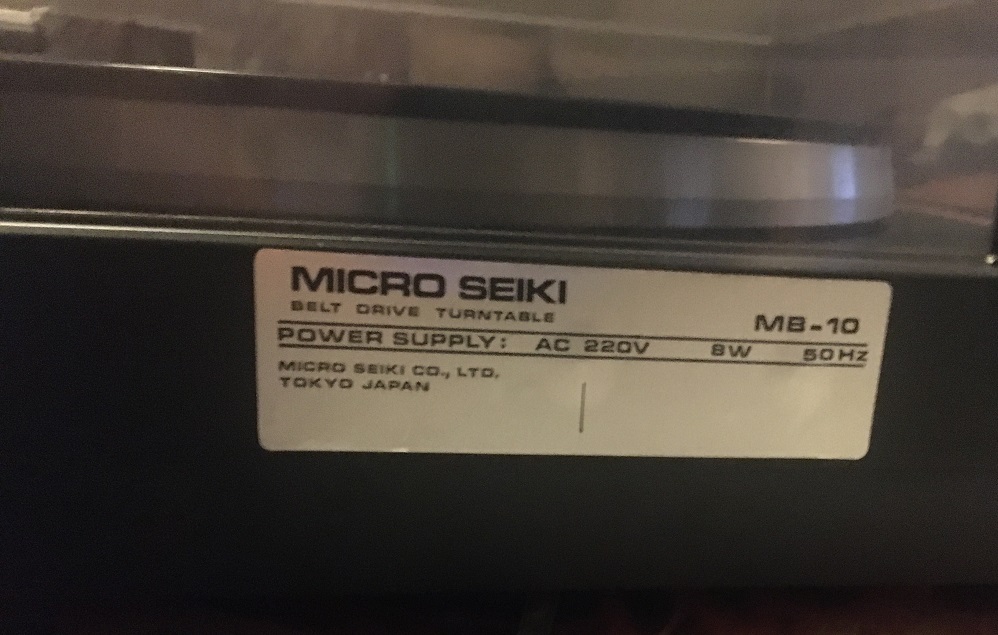 MICRO SEIKI
BELT DRIVE TURNTABLE
MB-10
POWER SUPPLY: AC 220V 8W 50Hz
MICRO SEIKI CO., LTD.
TOKYO JAPAN